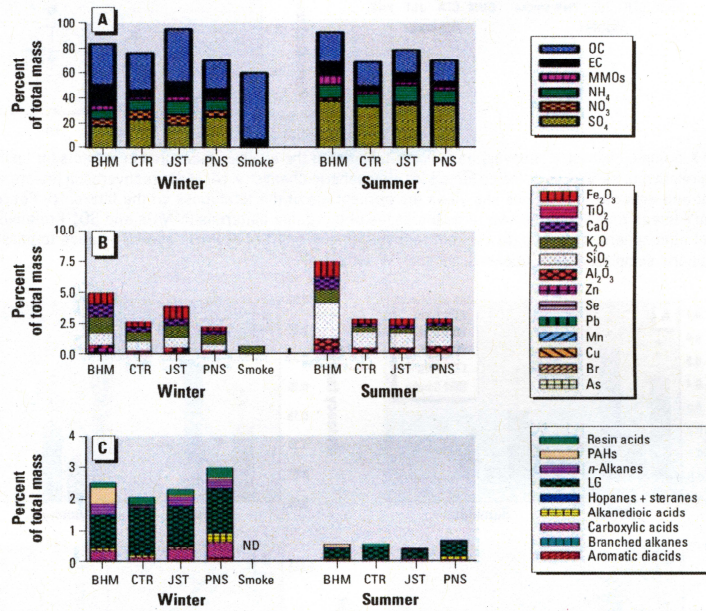 A
Percent
of total mass
100
80
60
40
20
0
BHM CTR JST PNS Smoke BHM CTR JST PNS
Winter Summer
OC
EC
MMOs
NH4
NO3
SO4
B
Percent
of total mass
10.0
7.5
5.0
2.5
0.0
BHM CTR JST PNS Smoke BHM CTR JST PNS
Winter Summer
Fe2O3
TiO2
CaO
K2O
SiO2
Al2O3
Zn
Se
Pb
Mn
Cu
Br
As
C
Percent
of total mass
4
3
2
1
0
ND
BHM CTR JST PNS Smoke BHM CTR JST PNS
Winter Summer
Resin acids
PAHs
n-Alkanes
LG
Hopanes + steranes
Alkanedioic acids
Carboxylic acids
Branched alkanes
Aromatic diacids